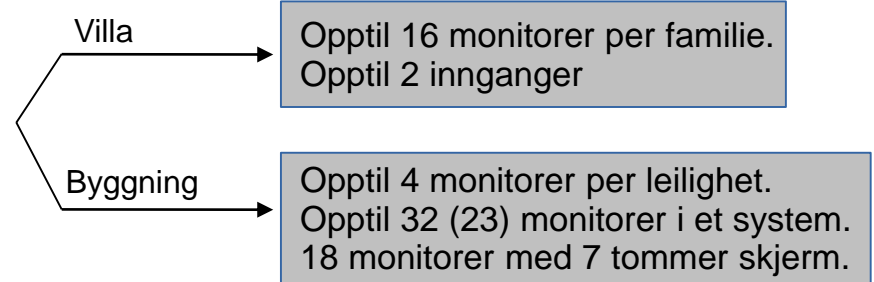 Villa
Opptil 16 monitorer per familie.
Opptil 2 innganger
Byggning
Opptil 4 monitorer per leilighet.
Opptil 32 (23) monitorer i et system.
18 monitorer med 7 tommer skjerm.